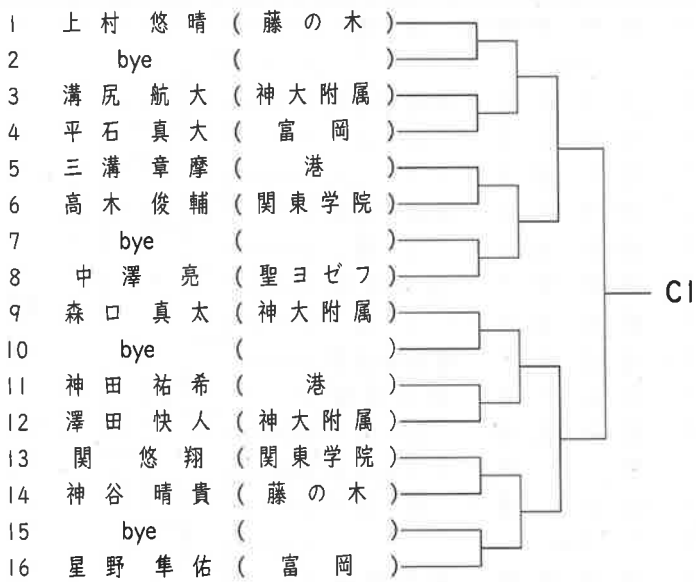 1 上村 悠晴 ( 藤の木 )
2 bye ( )
3 溝尻 航大 ( 神大附属 )
4 平石 真大 ( 富岡 )
5 三溝 章摩 ( 港 )
6 高木 俊輔 ( 関東学院 )
7 bye ( )
8 中澤 亮 ( 聖ヨゼフ )
9 森口 真太 ( 神大附属 )
10 bye ( )
11 神田 祐希 ( 港 )
12 澤田 快人 ( 神大附属 )
13 関 悠翔 ( 関東学院 )
14 神谷 晴貴 ( 藤の木 )
15 bye ( )
16 星野 隼佑 ( 富岡 )
C1